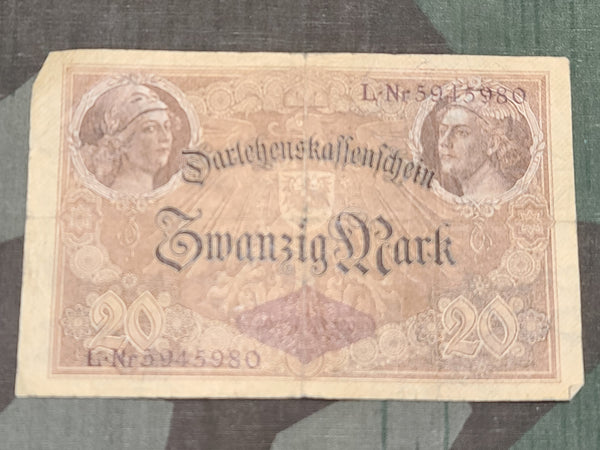 L·Nr 5945980
Darlehenskassenschein
Zwanzig Mark
20 20
L·Nr 5945980